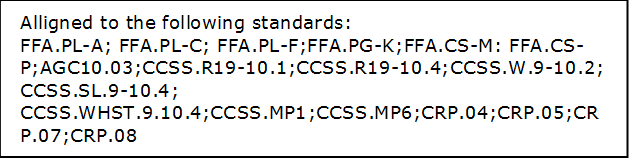 Alligned to the following standards:
FFA.PL-A; FFA.PL-C; FFA.PL-F;FFA.PG-K;FFA.CS-M: FFA.CS-
P;AGC10.03;CCSS.R19-10.1;CCSS.R19-10.4;CCSS.W.9-10.2;
CCSS.SL.9-10.4;
CCSS.WHST.9.10.4;CCSS.MP1;CCSS.MP6;CRP.04;CRP.05;CR
P.07;CRP.08